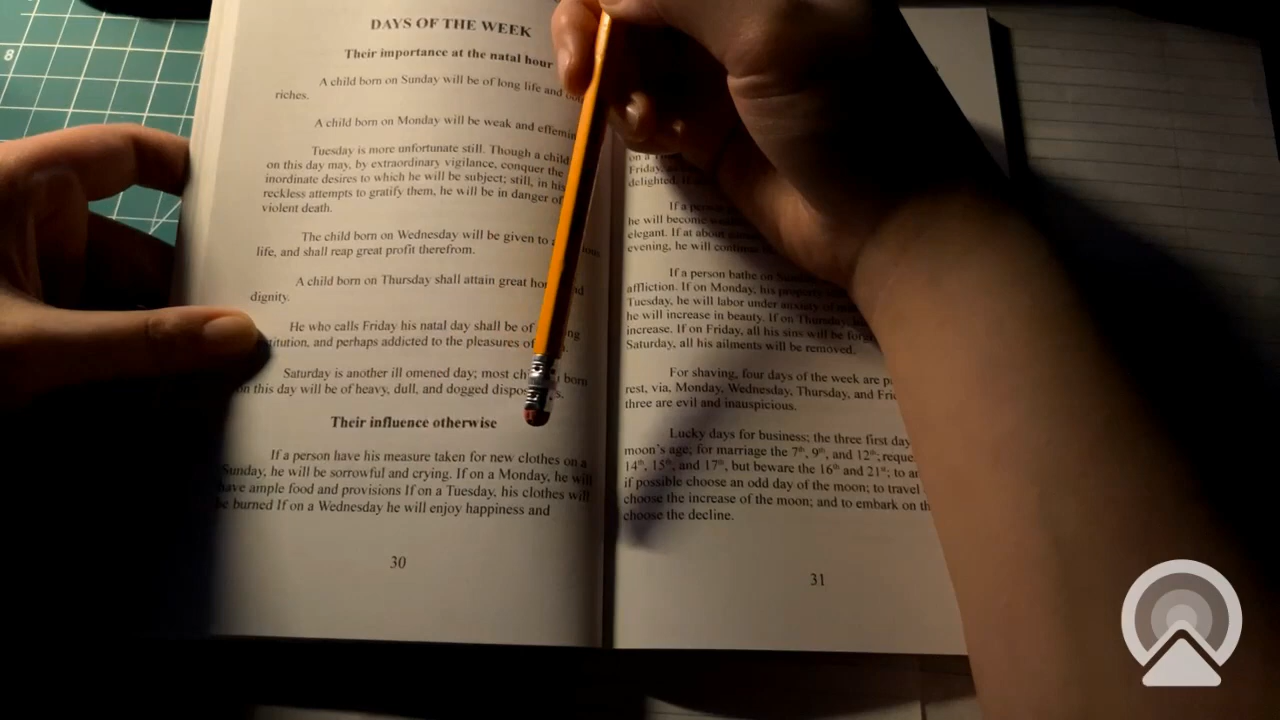 8
DAYS OF THE WEEK
Their importance at the natal hour
A child born on Sunday will be of long life and
riches.
A child born on Monday will be weak and
Tuesday is more unfortunate still. Though a child
on this day may, by extraordinary vigilance, conquer the
inordinate desires to which he will be subject; still, in his
reckless attempts to gratify them, he will be in danger of
violent death.
The child born on Wednesday will be given to
life, and shall reap great profit therefrom.
A child born on Thursday shall attain great
dignity.
He who calls Friday his natal day shall be of
and perhaps addicted to the pleasures of
Saturday is another ill omened day; most born
on this day will be of heavy, dull, and dogged
Their influence otherwise
If a person have his measure taken for new clothes on a
Sunday, he will be sorrowful and crying. If on a Monday, he will
have ample food and provisions If on a Tuesday, his clothes will
be burned If on a Wednesday he will enjoy happiness and
30
on a
Friday,
delighted. If
If a person
he will become
elegant. If at about
evening, he will continue
If a person bathe on
affliction. If on Monday, his property
Tuesday, he will labor under anxiety of
he will increase in beauty. If on Thursday,
increase. If on Friday, all his sins will be
Saturday, all his ailments will be removed.
For shaving, four days of the week are
rest, via, Monday, Wednesday, Thursday, and
three are evil and inauspicious.
Lucky days for business; the three first
moon's age; for marriage the 7th, 9th, and 12th;
14th, 15th, and 17th, but beware the 16th and 21st; to
if possible choose an odd day of the moon; to travel
choose the increase of the moon; and to embark on
choose the decline.
31